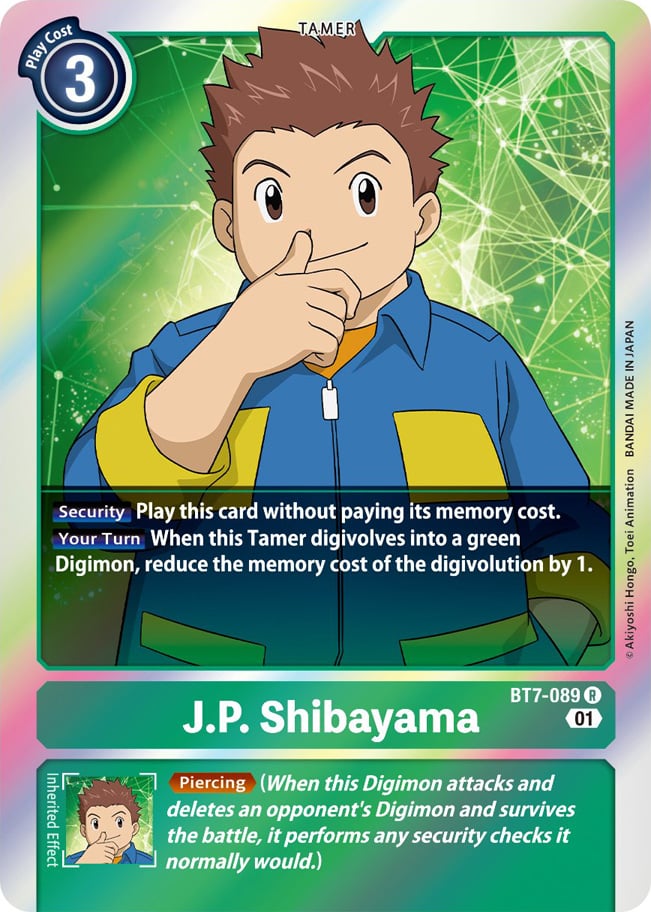 TAMER
Play Cost
3
Security Play this card without paying its memory cost.
Your Turn When this Tamer digivolves into a green
Digimon, reduce the memory cost of the digivolution by 1.
© Akiyoshi Hongo, Toei Animation BANDAI MADE IN JAPAN
BT7-089 R
J.P. Shibayama
01
Inherited Effect
Piercing (When this Digimon attacks and
deletes an opponent's Digimon and survives
the battle, it performs any security checks it
normally would.)